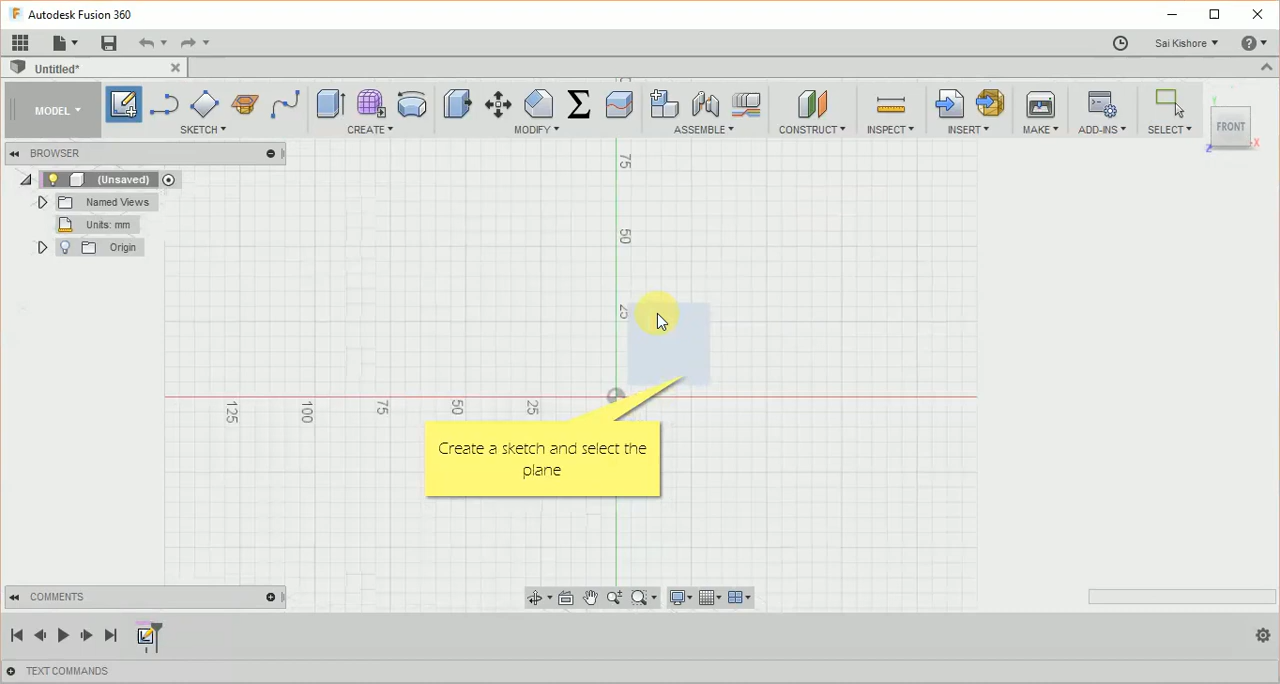 Autodesk Fusion 360
Sai Kishore
Untitled*
MODEL
SKETCH
CREATE
MODIFY
ASSEMBLE
CONSTRUCT
INSPECT
INSERT
MAKE
ADD-INS
SELECT
FRONT
Y
X
Z
BROWSER
(Unsaved)
Named Views
Units: mm
Origin
75
50
25
125
100
75
50
25
Create a sketch and select the
plane
COMMENTS
TEXT COMMANDS